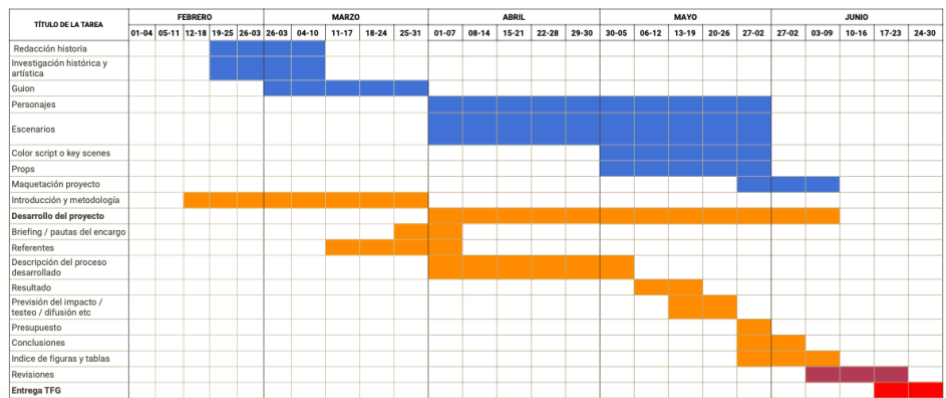 TÍTULO DE LA TAREA
FEBRERO MARZO ABRIL MAYO JUNIO
01-04 05-11 12-18 19-25 26-03 26-03 04-10 11-17 18-24 25-31 01-07 08-14 15-21 22-28 29-30 30-05 06-12 13-19 20-26 27-02 27-02 03-09 10-16 17-23 24-30
Redacción historia
Investigación histórica y
artística
Guion
Personajes
Escenarios
Color script o key scenes
Props
Maquetación proyecto
Introducción y metodología
Desarrollo del proyecto
Briefing / pautas del encargo
Referentes
Descripción del proceso
desarrollado
Resultado
Previsión del impacto /
testeo / difusión etc
Presupuesto
Conclusiones
Indice de figuras y tablas
Revisiones
Entrega TFG